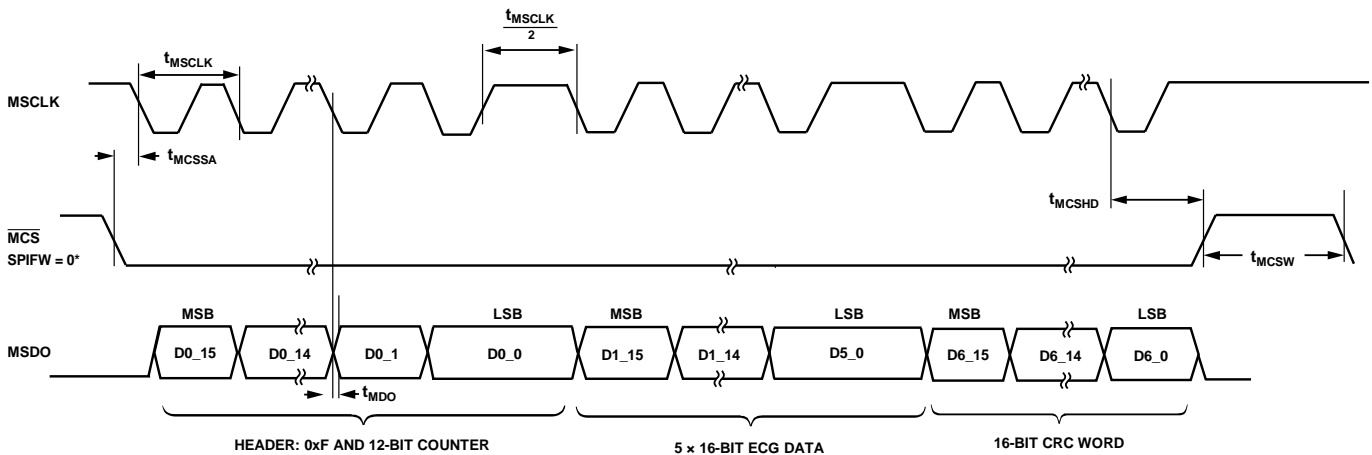 tMSCLK
tMSCLK
2
MSCLK
tMCSSA
tMCSHD
MCS
SPIFW = 0*
tMCSW
MSB LSB MSB LSB MSB LSB
MSDO D0_15 D0_14 D0_1 D0_0 D1_15 D1_14 D5_0 D6_15 D6_14 D6_0
tMDO
HEADER: 0xF AND 12-BIT COUNTER 5 × 16-BIT ECG DATA 16-BIT CRC WORD